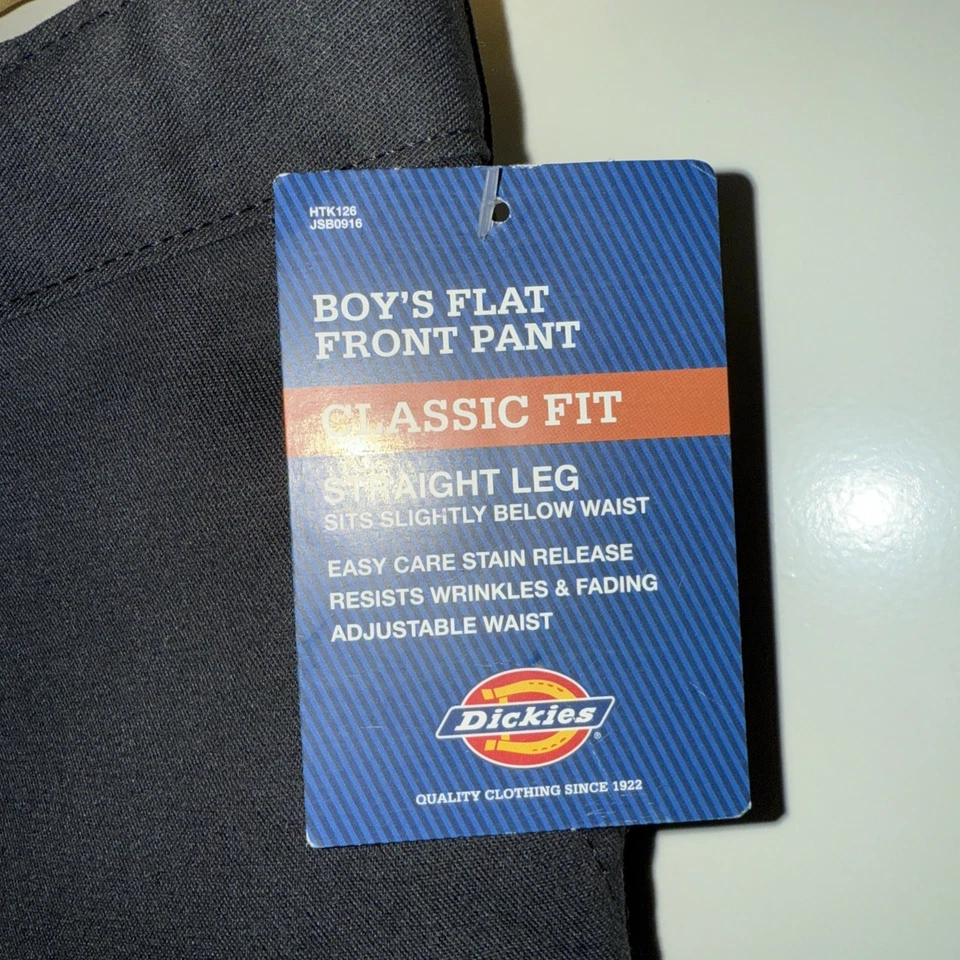 HTK126
JSB0916
BOY'S FLAT
FRONT PANT
CLASSIC FIT
STRAIGHT LEG
SITS SLIGHTLY BELOW WAIST
EASY CARE STAIN RELEASE
RESISTS WRINKLES & FADING
ADJUSTABLE WAIST
Dickies®
QUALITY CLOTHING SINCE 1922